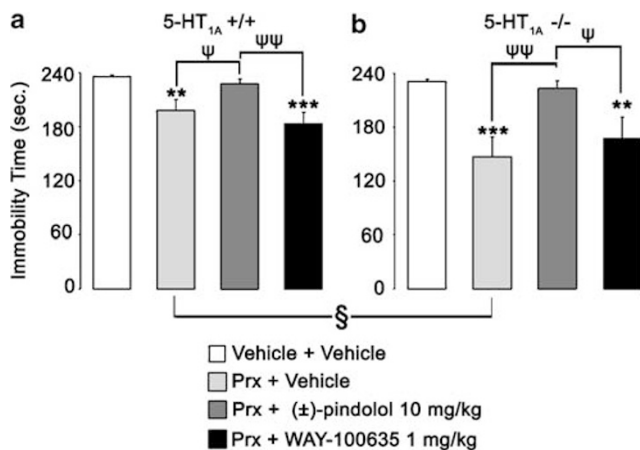 a 5-HT1A +/+
b 5-HT1A -/-
ψ
ψψ
ψψ
ψ
Immobility Time (sec.)
240
180
120
60
0
**
***
240
180
120
60
0
***
**
§
Vehicle + Vehicle
Prx + Vehicle
Prx + (±)-pindolol 10 mg/kg
Prx + WAY-100635 1 mg/kg